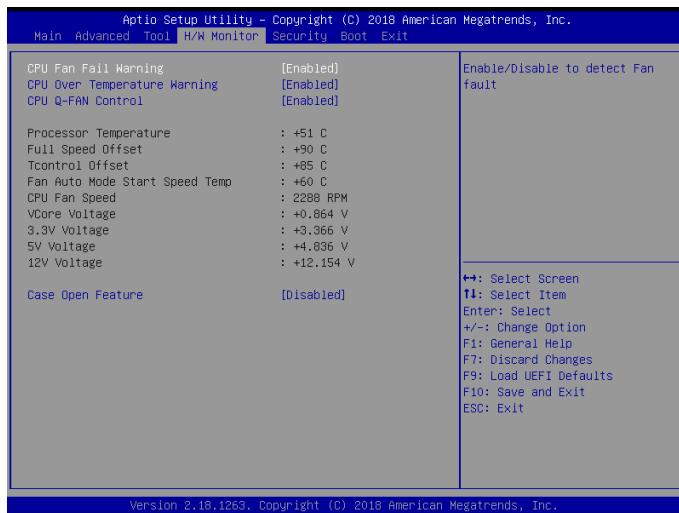 Aptio Setup Utility – Copyright (C) 2018 American Megatrends, Inc.
Main Advanced Tool H/W Monitor Security Boot Exit
CPU Fan Fail Warning [Enabled]
CPU Over Temperature Warning [Enabled]
CPU Q-FAN Control [Enabled]
Processor Temperature : +51 C
Full Speed Offset : +90 C
Tcontrol Offset : +85 C
Fan Auto Mode Start Speed Temp : +60 C
CPU Fan Speed : 2288 RPM
VCore Voltage : +0.864 V
3.3V Voltage : +3.366 V
5V Voltage : +4.836 V
12V Voltage : +12.154 V
Case Open Feature [Disabled]
Enable/Disable to detect Fan
fault
↔: Select Screen
↑↓: Select Item
Enter: Select
+/-: Change Option
F1: General Help
F7: Discard Changes
F9: Load UEFI Defaults
F10: Save and Exit
ESC: Exit
Version 2.18.1263. Copyright (C) 2018 American Megatrends, Inc.